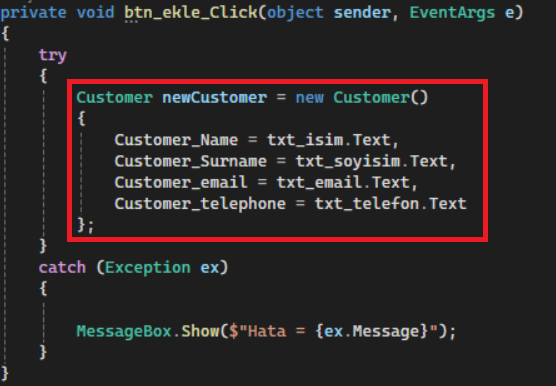 private void btn_ekle_Click(object sender, EventArgs e)
{
try
{
Customer newCustomer = new Customer()
{
Customer_Name = txt_isim.Text,
Customer_Surname = txt_soyisim.Text,
Customer_email = txt_email.Text,
Customer_telephone = txt_telefon.Text
};
}
catch (Exception ex)
{
MessageBox.Show($"Hata = {ex.Message}");
}
}